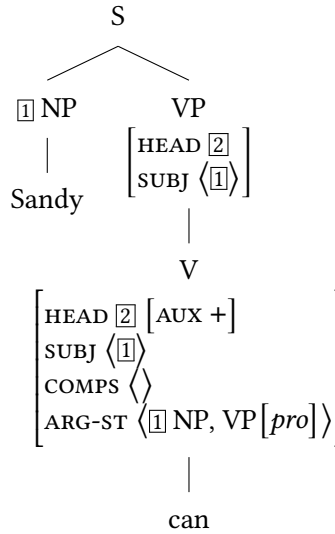 S
1 NP VP
[HEAD 2
SUBJ ⟨1⟩]
Sandy
V
[HEAD 2 [AUX +]
SUBJ ⟨1⟩
COMPS ⟨⟩
ARG-ST ⟨1 NP, VP[pro]⟩
can